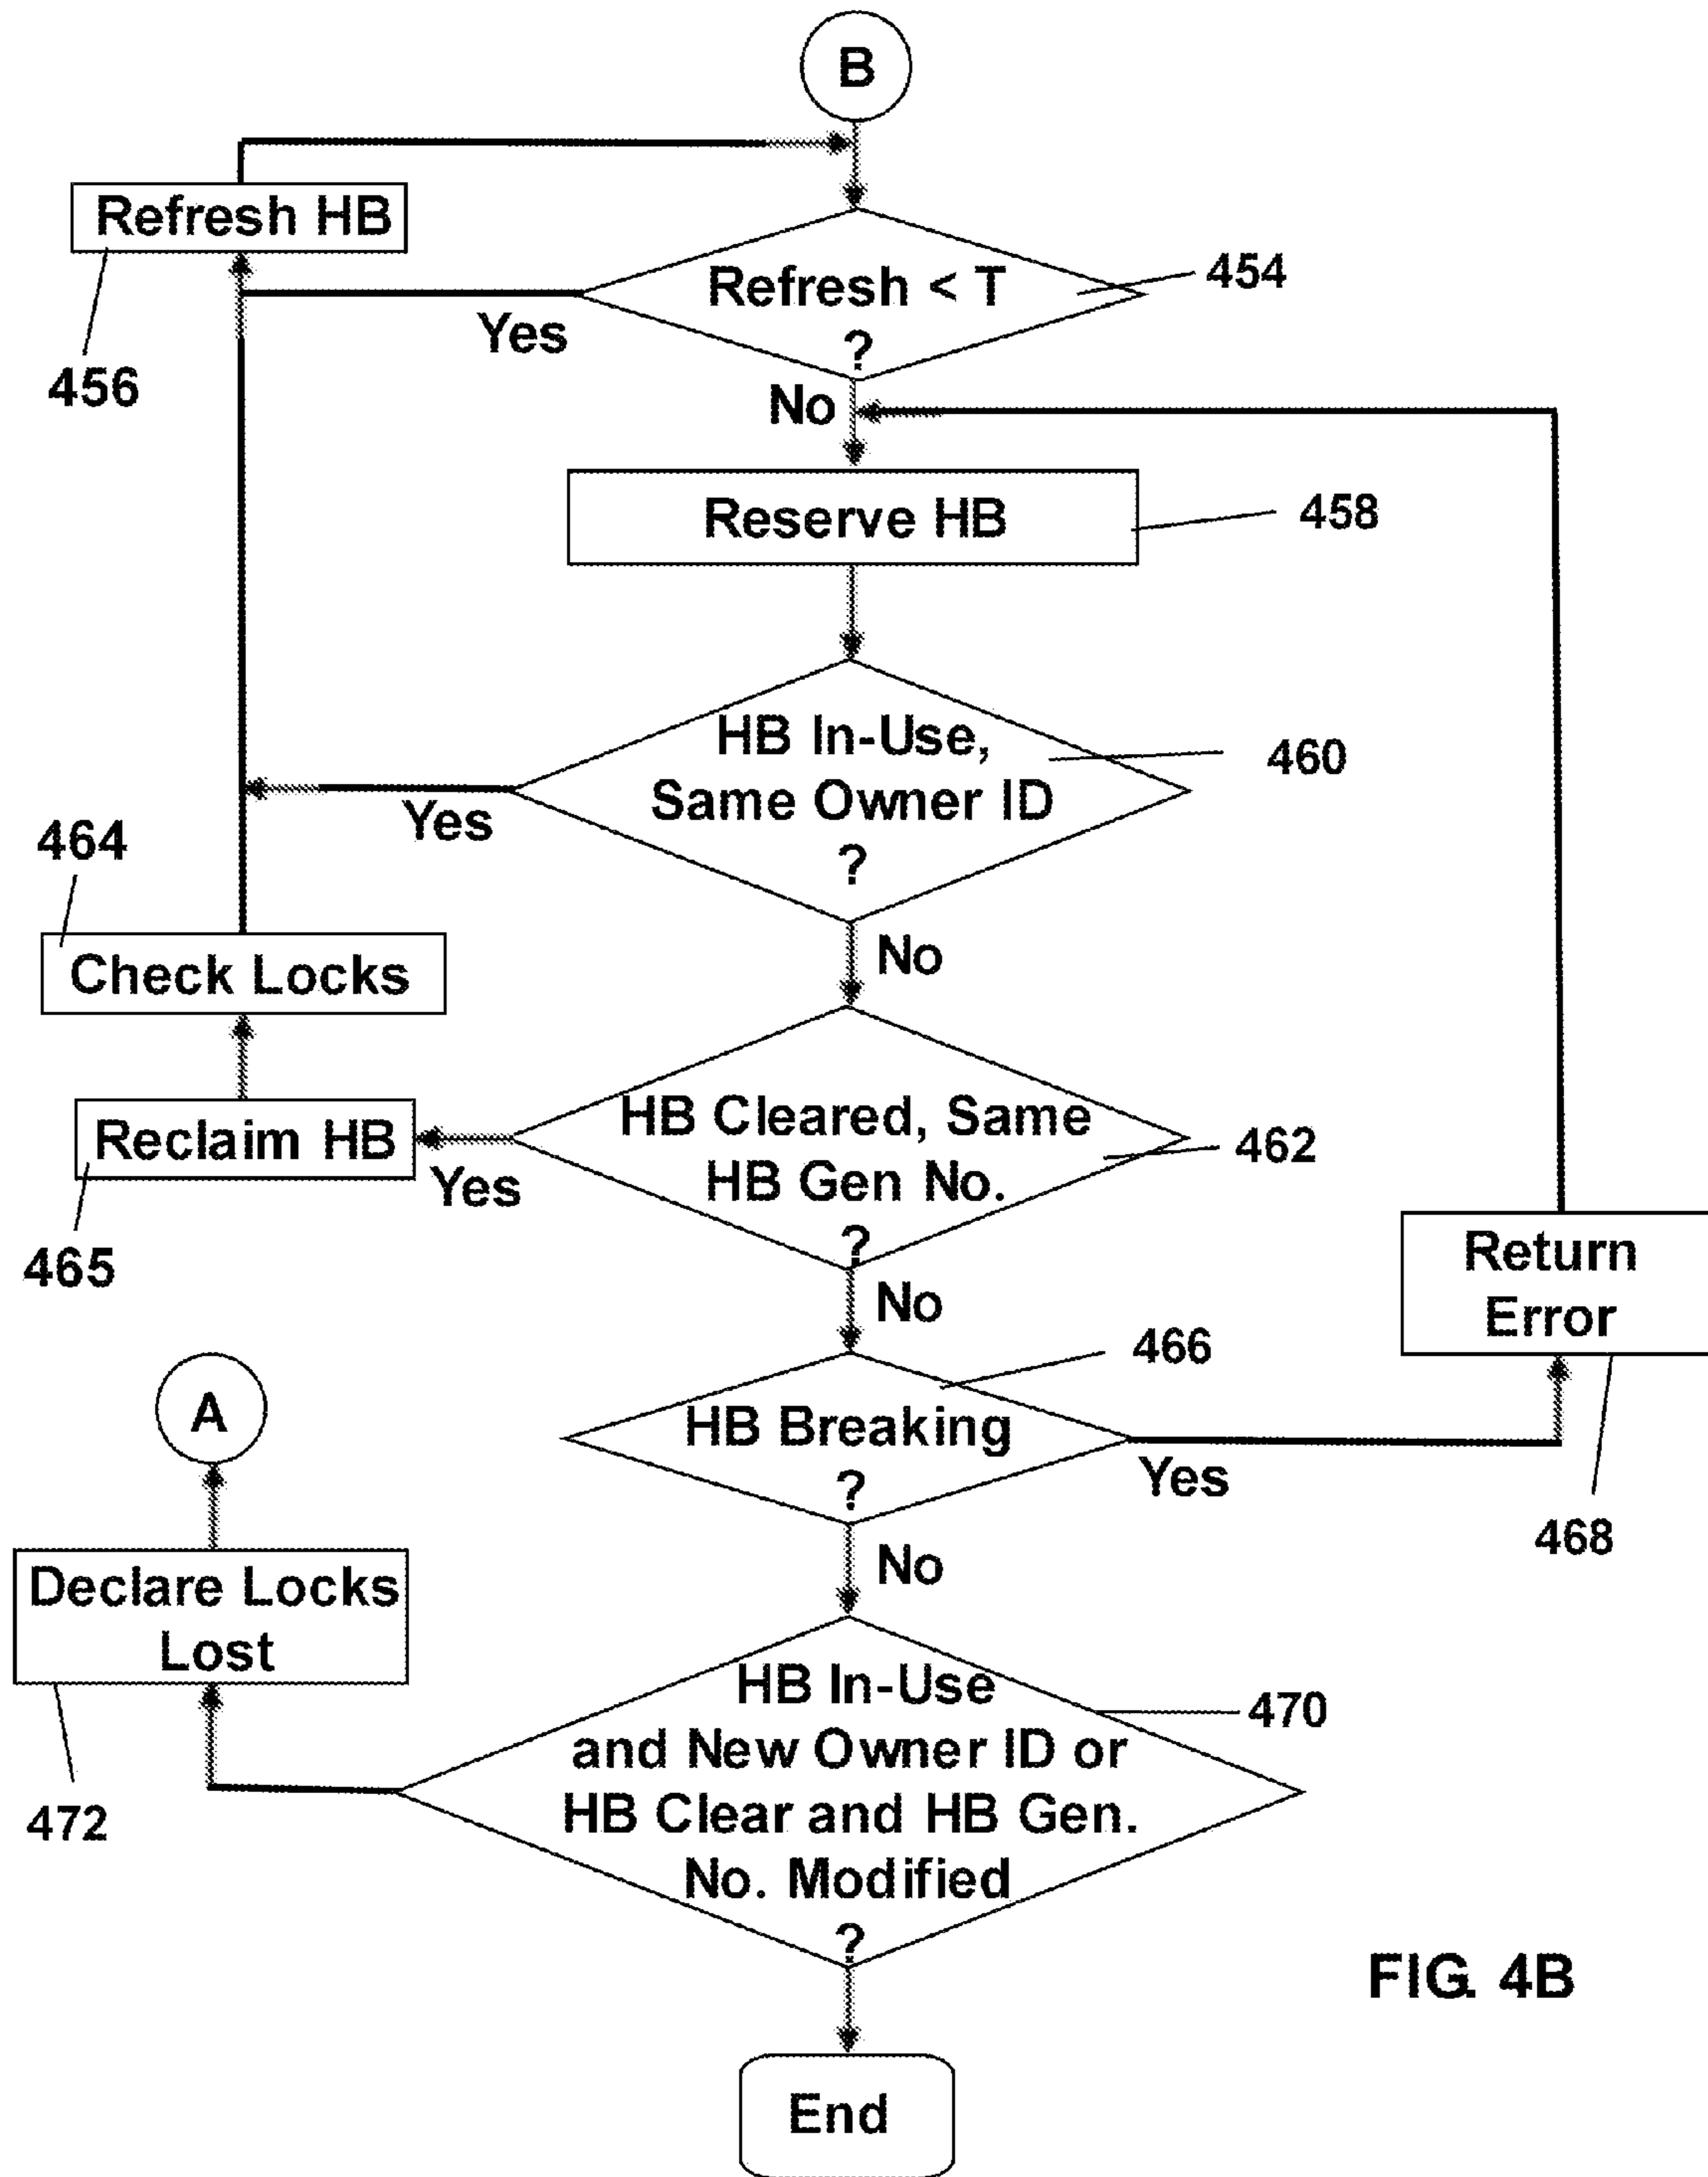 B
Refresh HB
456
Refresh < T
?
454
Yes
No
Reserve HB
458
HB In-Use,
Same Owner ID
?
460
Yes
No
464
Check Locks
HB Cleared, Same
HB Gen No.
?
462
Yes
Reclaim HB
465
No
Return
Error
468
466
HB Breaking
?
Yes
No
A
Declare Locks
Lost
472
HB In-Use
and New Owner ID or
HB Clear and HB Gen.
No. Modified
?
470
End
FIG. 4B